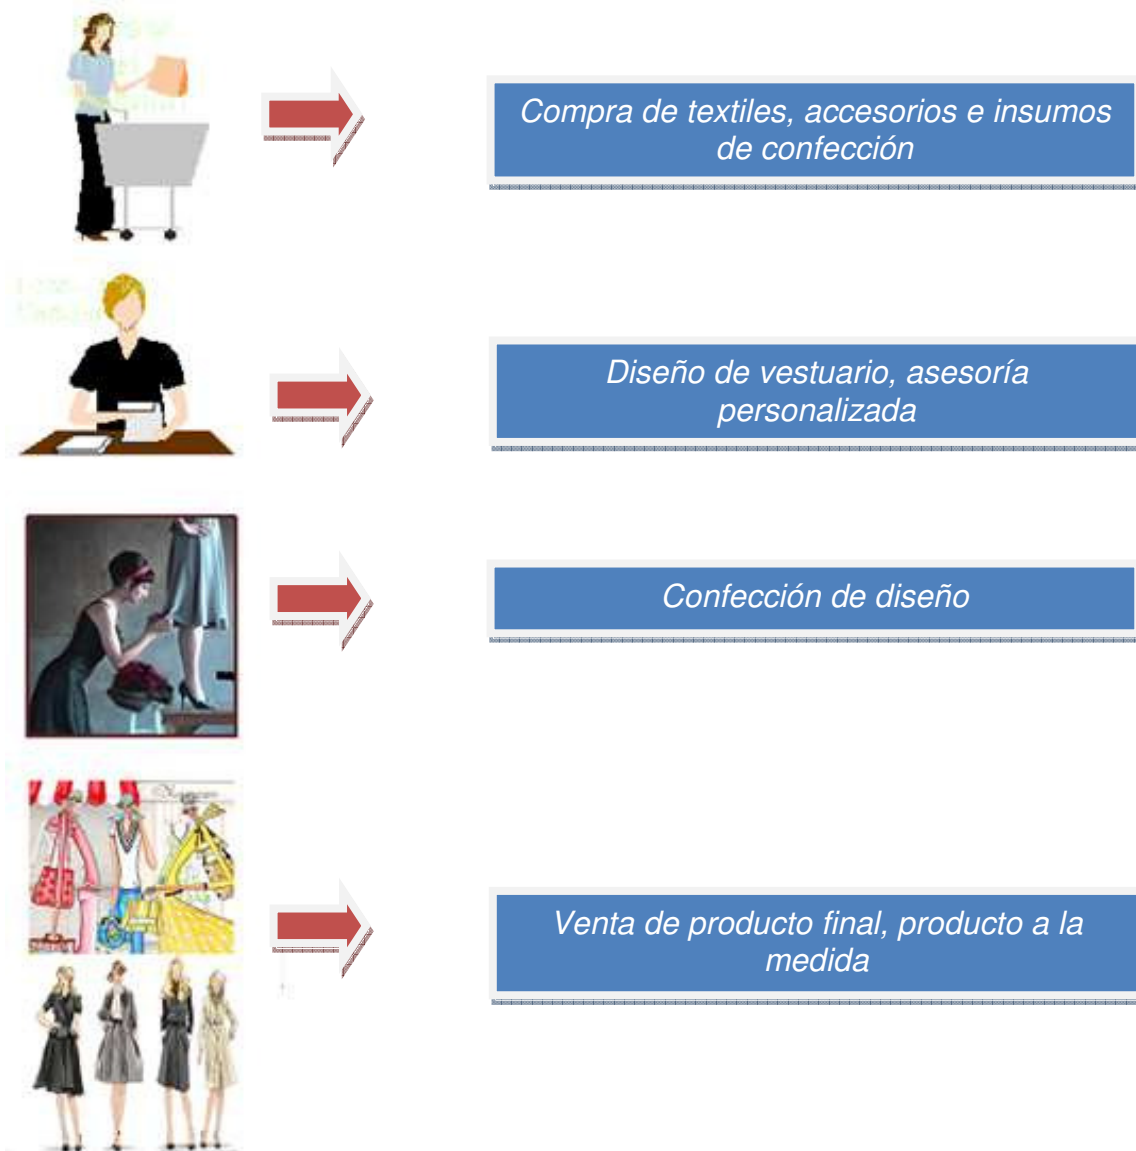 Compra de textiles, accesorios e insumos
de confección
Diseño de vestuario, asesoría
personalizada
Confección de diseño
Venta de producto final, producto a la
medida